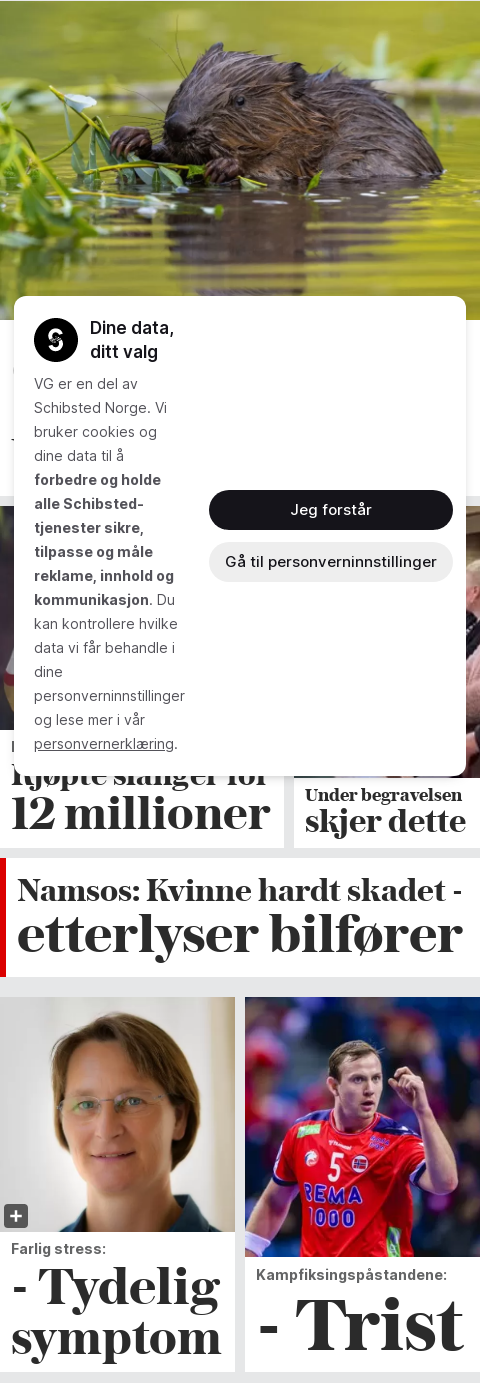 Dine data,
ditt valg
VG er en del av
Schibsted Norge. Vi
bruker cookies og
dine data til å
forbedre og holde
alle Schibsted-
tjenester sikre,
tilpasse og måle
reklame, innhold og
kommunikasjon. Du
kan kontrollere hvilke
data vi får behandle i
dine
personverninnstillinger
og lese mer i vår
personvernerklæring.
Jeg forstår
Gå til personverninnstillinger
Kjøpte slanger for
12 millioner
Under begravelsen
skjer dette
Namsos: Kvinne hardt skadet -
etterlyser bilfører
Farlig stress:
- Tydelig
symptom
5
REMA
1000
Kampfiksingspåstandene:
- Trist